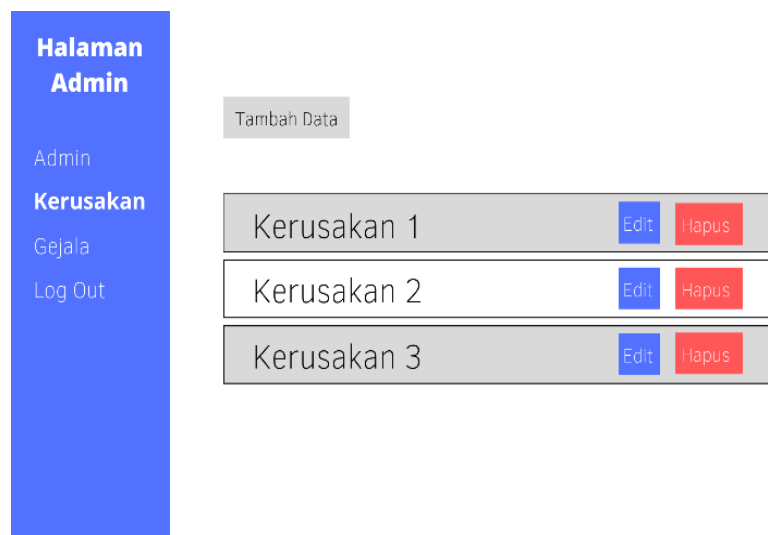 Halaman
Admin
Admin
Kerusakan
Gejala
Log Out
Tambah Data
Kerusakan 1 Edit Hapus
Kerusakan 2 Edit Hapus
Kerusakan 3 Edit Hapus